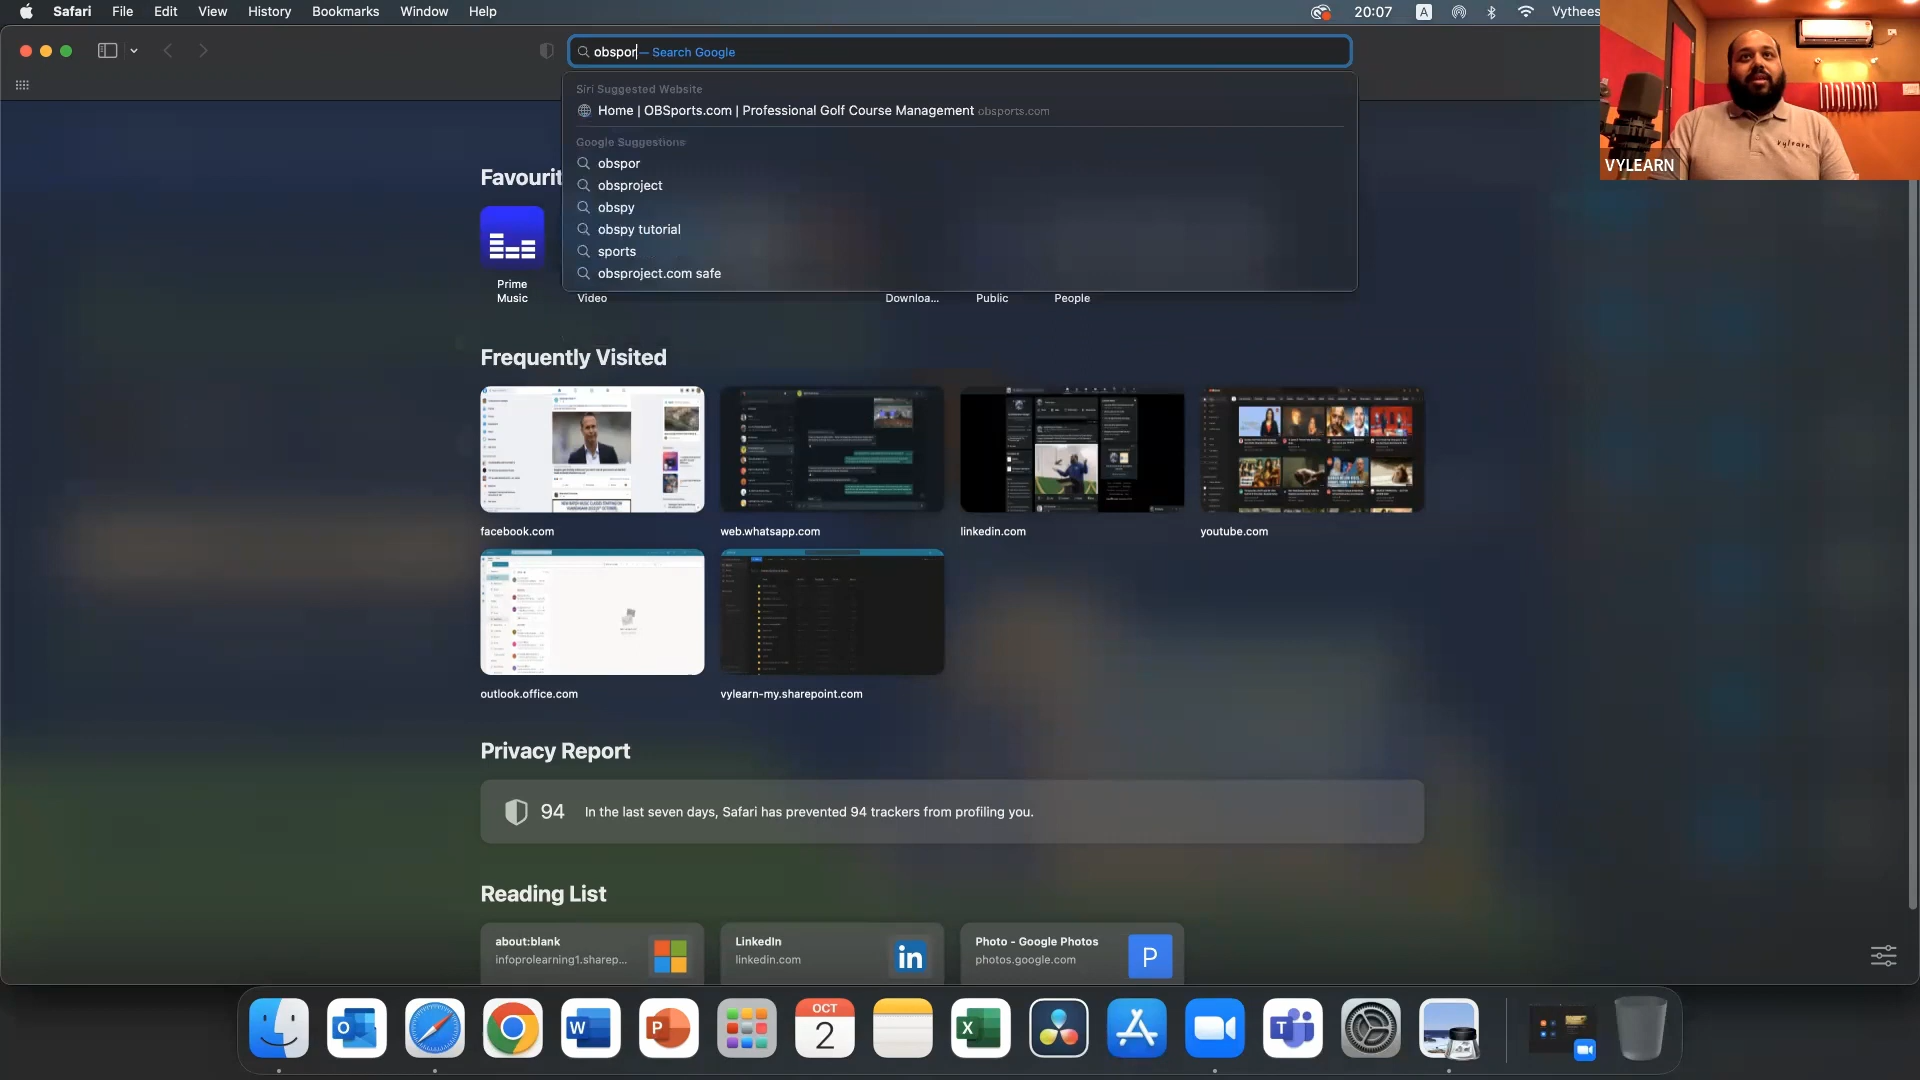 Safari File Edit View History Bookmarks Window Help 20:07 A Vythees
obspor — Search Google
Siri Suggested Website
Home | OBSports.com | Professional Golf Course Management obsports.com
Google Suggestions
obspor
obsproject
obspy
obspy tutorial
sports
obsproject.com safe
vylearn
VYLEARN
Favourit
Prime
Music
Video
Downloa...
Public
People
Frequently Visited
facebook.com
web.whatsapp.com
linkedin.com
youtube.com
outlook.office.com
vylearn-my.sharepoint.com
Privacy Report
94 In the last seven days, Safari has prevented 94 trackers from profiling you.
Reading List
about:blank
infoprolearning1.sharep...
LinkedIn
linkedin.com
in
Photo - Google Photos
photos.google.com
P
O
W
P
OCT
2
X
T